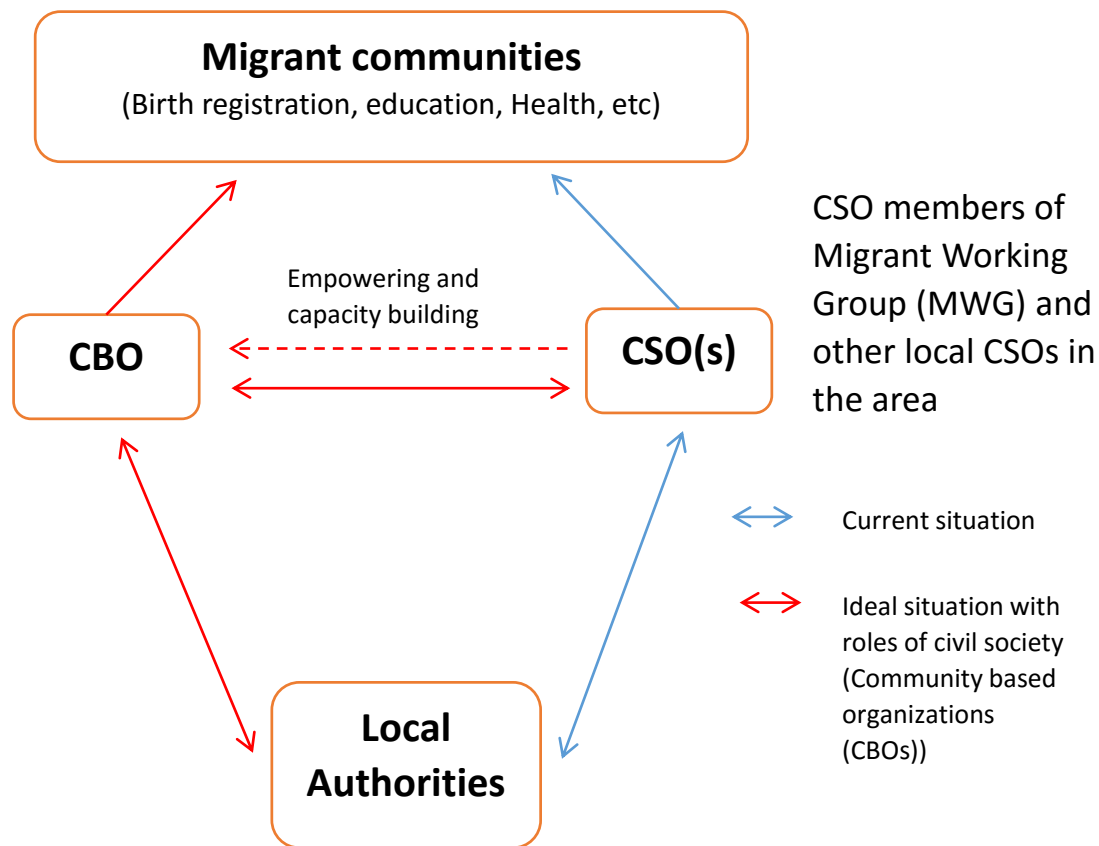 Migrant communities
(Birth registration, education, Health, etc)
CSO members of
Migrant Working
Group (MWG) and
other local CSOs in
the area
Empowering and
capacity building
CBO
CSO(s)
Current situation
Ideal situation with
roles of civil society
(Community based
organizations
(CBOs))
Local
Authorities